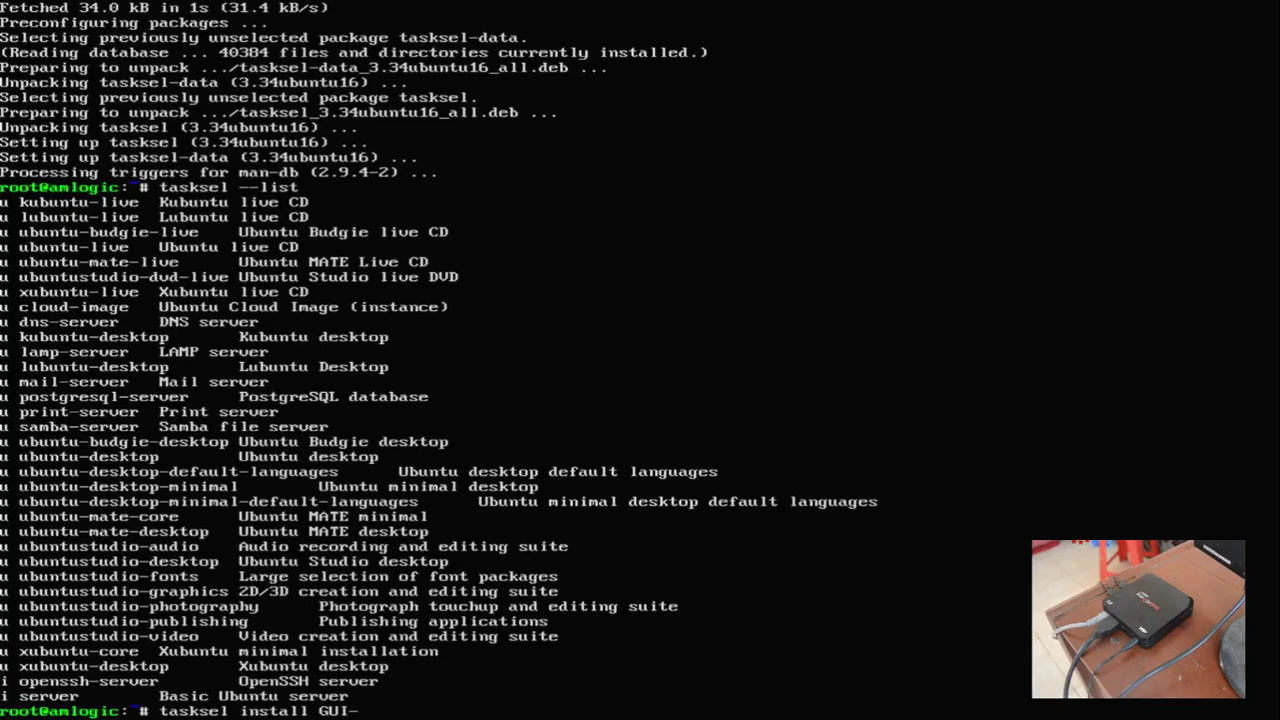 Fetched 34.0 kB in 1s (31.4 kB/s)
Preconfiguring packages ...
Selecting previously unselected package tasksel-data.
(Reading database ... 40384 files and directories currently installed.)
Preparing to unpack .../tasksel-data_3.34ubuntu16_all.deb ...
Unpacking tasksel-data (3.34ubuntu16) ...
Selecting previously unselected package tasksel.
Preparing to unpack .../tasksel_3.34ubuntu16_all.deb ...
Unpacking tasksel (3.34ubuntu16) ...
Setting up tasksel (3.34ubuntu16) ...
Setting up tasksel-data (3.34ubuntu16) ...
Processing triggers for man-db (2.9.4-2) ...
root@amlogic:~# tasksel --list
u kubuntu-live Kubuntu live CD
u lubuntu-live Lubuntu live CD
u ubuntu-budgie-live Ubuntu Budgie live CD
u ubuntu-live Ubuntu live CD
u ubuntu-mate-live Ubuntu MATE Live CD
u ubuntustudio-dvd-live Ubuntu Studio live DVD
u xubuntu-live Xubuntu live CD
u cloud-image Ubuntu Cloud Image (instance)
u dns-server DNS server
u kubuntu-desktop Kubuntu desktop
u lamp-server LAMP server
u lubuntu-desktop Lubuntu Desktop
u mail-server Mail server
u postgresql-server PostgreSQL database
u print-server Print server
u samba-server Samba file server
u ubuntu-budgie-desktop Ubuntu Budgie desktop
u ubuntu-desktop Ubuntu desktop
u ubuntu-desktop-default-languages Ubuntu desktop default languages
u ubuntu-desktop-minimal Ubuntu minimal desktop
u ubuntu-desktop-minimal-default-languages Ubuntu minimal desktop default languages
u ubuntu-mate-core Ubuntu MATE minimal
u ubuntu-mate-desktop Ubuntu MATE desktop
u ubuntustudio-audio Audio recording and editing suite
u ubuntustudio-desktop Ubuntu Studio desktop
u ubuntustudio-fonts Large selection of font packages
u ubuntustudio-graphics 2D/3D creation and editing suite
u ubuntustudio-photography Photograph touchup and editing suite
u ubuntustudio-publishing Publishing applications
u ubuntustudio-video Video creation and editing suite
u xubuntu-core Xubuntu minimal installation
u xubuntu-desktop Xubuntu desktop
i openssh-server OpenSSH server
i server Basic Ubuntu server
root@amlogic:~# tasksel install GUI-